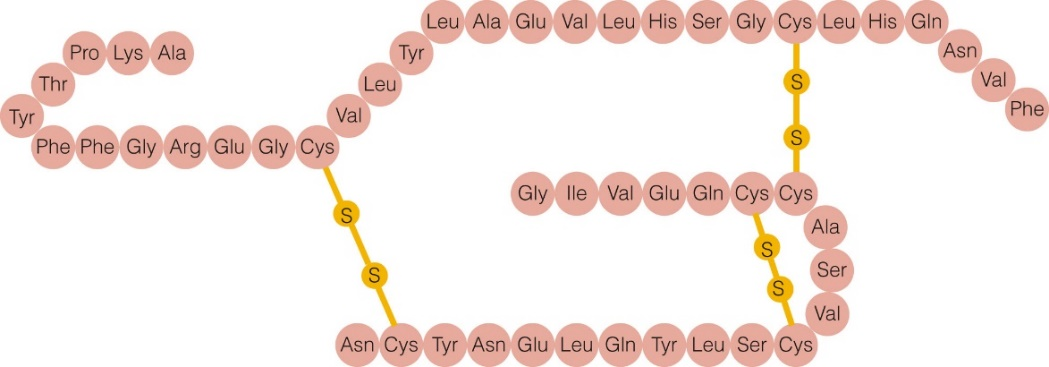 Leu Ala Glu Val Leu His Ser Gly Cys Leu His Gln
Asn
Val
Phe
Tyr
Leu
Val
Pro Lys Ala
Thr
Tyr
Phe Phe Gly Arg Glu Gly Cys
S
S
S
S
Gly Ile Val Glu Gln Cys Cys
Ala
Ser
Val
S
S
Asn Cys Tyr Asn Glu Leu Gln Tyr Leu Ser Cys